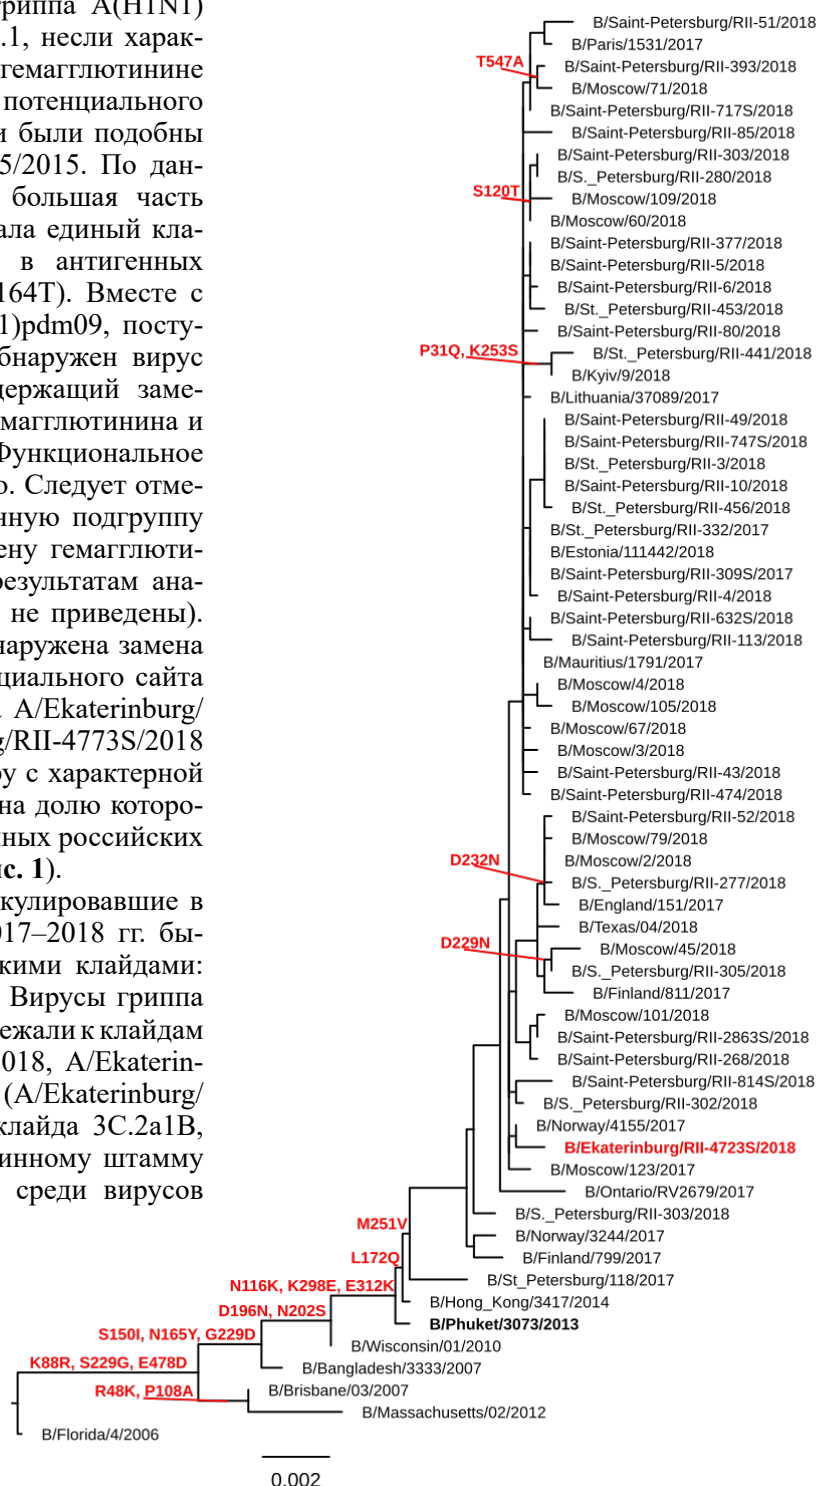 гриппа A(H1N1)
.1, несли харак-
гемагглютинине
потенциального
и были подобны
5/2015. По дан-
большая часть
ала единый кла-
в антигенных
164T). Вместе с
1)pdm09, посту-
бнаружен вирус
держащий заме-
магглютинина и
Функциональное
о. Следует отме-
нную подгруппу
ену гемагглюти-
результатам ана-
не приведены).
наружена замена
циального сайта
A/Ekaterinburg/
g/RII-4773S/2018
ру с характерной
на долю которо-
нных российских
с. 1).
кулировавшие в
017–2018 гг. бы-
кими клайдами:
Вирусы гриппа
ежали к клайдам
018, A/Ekaterin-
(A/Ekaterinburg/
клайда 3C.2a1B,
инному штамму
среди вирусов
B/Saint-Petersburg/RII-51/2018
B/Paris/1531/2017
T547A
B/Saint-Petersburg/RII-393/2018
B/Moscow/71/2018
B/Saint-Petersburg/RII-717S/2018
B/Saint-Petersburg/RII-85/2018
B/Saint-Petersburg/RII-303/2018
B/S._Petersburg/RII-280/2018
S120T
B/Moscow/109/2018
B/Moscow/60/2018
B/Saint-Petersburg/RII-377/2018
B/Saint-Petersburg/RII-5/2018
B/Saint-Petersburg/RII-6/2018
B/St._Petersburg/RII-453/2018
B/Saint-Petersburg/RII-80/2018
P31Q, K253S
B/St._Petersburg/RII-441/2018
B/Kyiv/9/2018
B/Lithuania/37089/2017
B/Saint-Petersburg/RII-49/2018
B/Saint-Petersburg/RII-747S/2018
B/St._Petersburg/RII-3/2018
B/Saint-Petersburg/RII-10/2018
B/St._Petersburg/RII-456/2018
B/St._Petersburg/RII-332/2017
B/Estonia/111442/2018
B/Saint-Petersburg/RII-309S/2017
B/Saint-Petersburg/RII-4/2018
B/Saint-Petersburg/RII-632S/2018
B/Saint-Petersburg/RII-113/2018
B/Mauritius/1791/2017
B/Moscow/4/2018
B/Moscow/105/2018
B/Moscow/67/2018
B/Moscow/3/2018
B/Saint-Petersburg/RII-43/2018
B/Saint-Petersburg/RII-474/2018
B/Saint-Petersburg/RII-52/2018
B/Moscow/79/2018
D232N
B/Moscow/2/2018
B/S._Petersburg/RII-277/2018
B/England/151/2017
B/Texas/04/2018
D229N
B/Moscow/45/2018
B/S._Petersburg/RII-305/2018
B/Finland/811/2017
B/Moscow/101/2018
B/Saint-Petersburg/RII-2863S/2018
B/Saint-Petersburg/RII-268/2018
B/Saint-Petersburg/RII-814S/2018
B/S._Petersburg/RII-302/2018
B/Norway/4155/2017
B/Ekaterinburg/RII-4723S/2018
B/Moscow/123/2017
B/Ontario/RV2679/2017
B/S._Petersburg/RII-303/2018
M251V
B/Norway/3244/2017
B/Finland/799/2017
L172Q
B/St_Petersburg/118/2017
N116K, K298E, E312K
B/Hong_Kong/3417/2014
D196N, N202S
B/Phuket/3073/2013
S150I, N165Y, G229D
B/Wisconsin/01/2010
K88R, S229G, E478D
B/Bangladesh/3333/2007
R48K, P108A
B/Brisbane/03/2007
B/Massachusetts/02/2012
B/Florida/4/2006
0.002